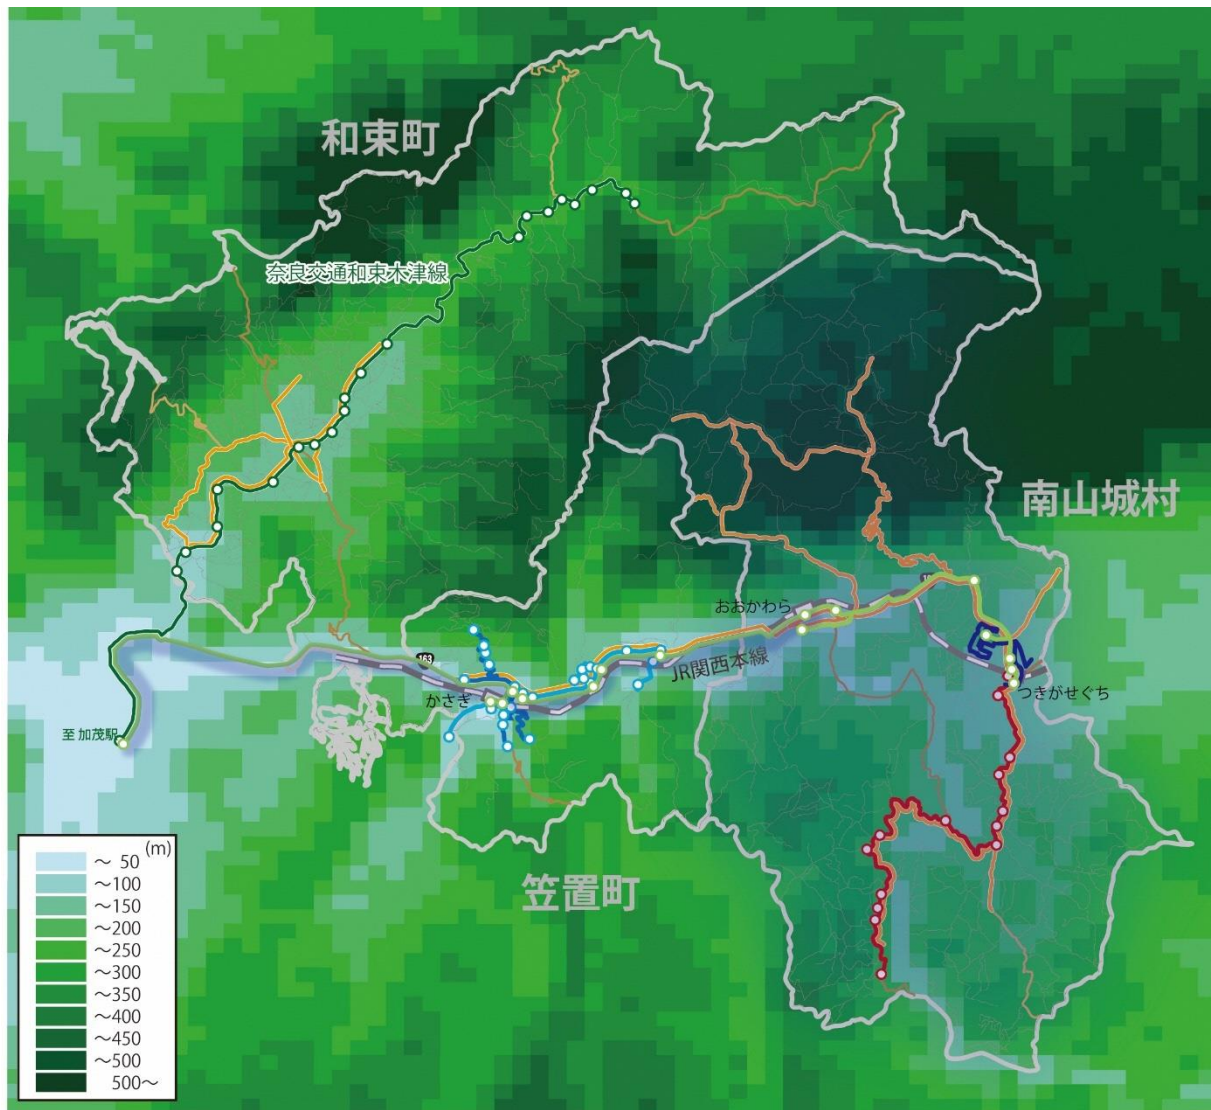 和束町
奈良交通和束木津線
南山城村
おおかわら
JR関西本線
163
かさぎ
つきがせぐち
至 加茂駅
笠置町
(m)
～ 50
～100
～150
～200
～250
～300
～350
～400
～450
～500
500～